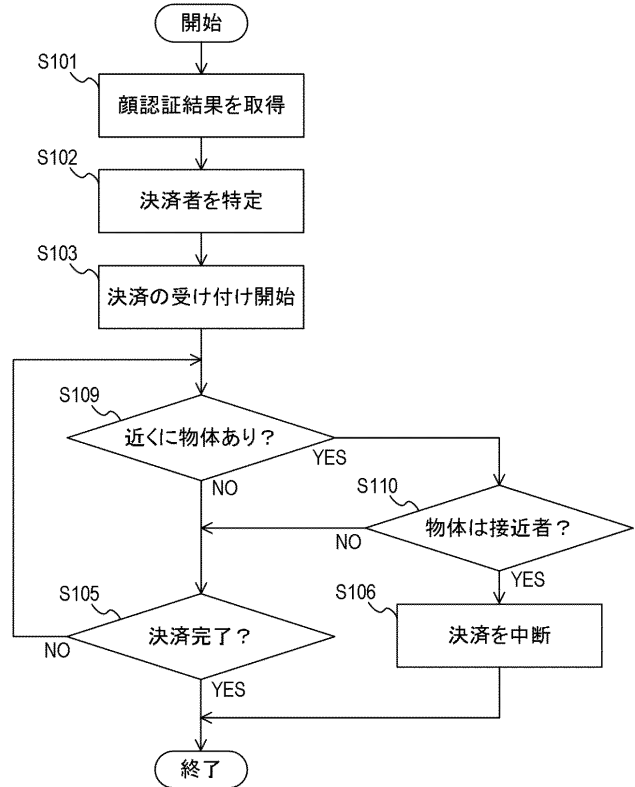 開始
S101
顔認証結果を取得
S102
決済者を特定
S103
決済の受け付け開始
S109
近くに物体あり?
YES
NO
S110
物体は接近者?
NO
YES
S105
決済完了?
NO
YES
S106
決済を中断
終了